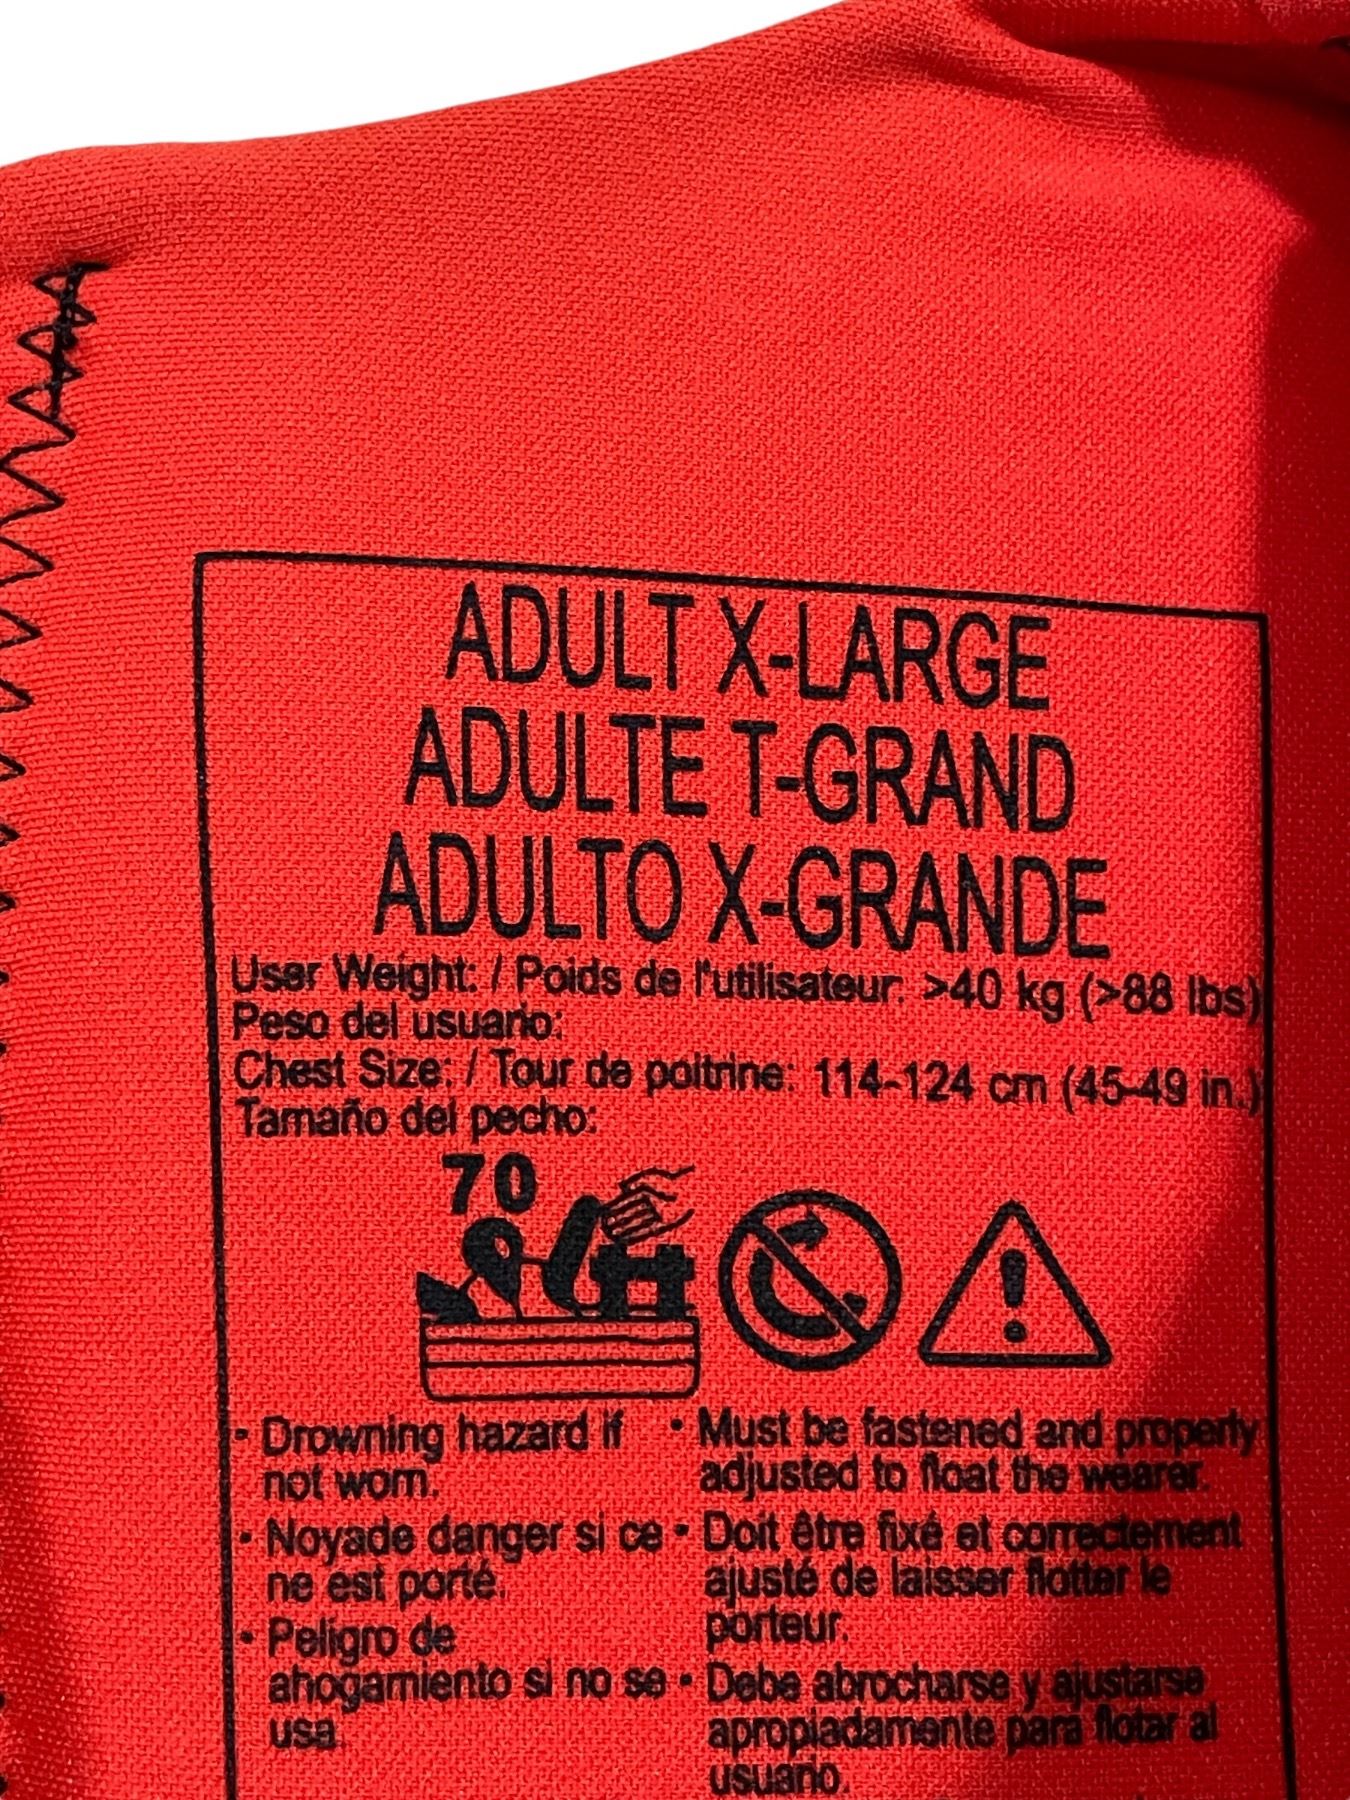 ADULT X-LARGE
ADULTE T-GRAND
ADULTO X-GRANDE
User Weight: / Poids de l'utilisateur: >40 kg (>88 lbs)
Peso del usuario:
Chest Size: / Tour de poitrine: 114-124 cm (45-49 in.)
Tamaño del pecho:
70
• Drowning hazard if
not worn.
• Noyade danger si ce
ne est porté.
• Peligro de
ahogamiento si no se
usa.
• Must be fastened and properly
adjusted to float the wearer.
• Doit être fixé et correctement
ajusté de laisser flotter le
porteur.
• Debe abrocharse y ajustarse
apropiadamente para flotar al
usuario.